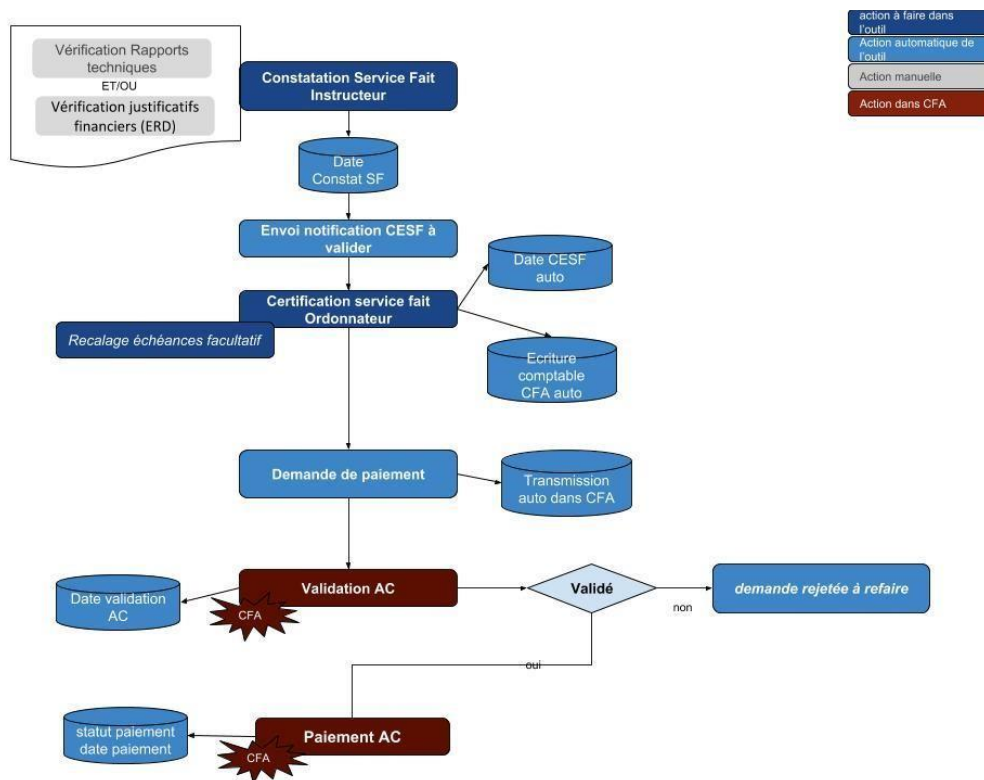 action à faire dans
l'outil
Action automatique de
l'outil
Action manuelle
Action dans CFA
Vérification Rapports
techniques
ET/OU
Vérification justificatifs
financiers (ERD)
Constatation Service Fait
Instructeur
Date
Constat SF
Envoi notification CESF à
valider
Date CESF
auto
Certification service fait
Ordonnateur
Recalage échéances facultatif
Ecriture
comptable
CFA auto
Demande de paiement
Transmission
auto dans CFA
Validation AC
CFA
Date validation
AC
Validé
non
demande rejetée à refaire
oui
Paiement AC
CFA
statut paiement
date paiement